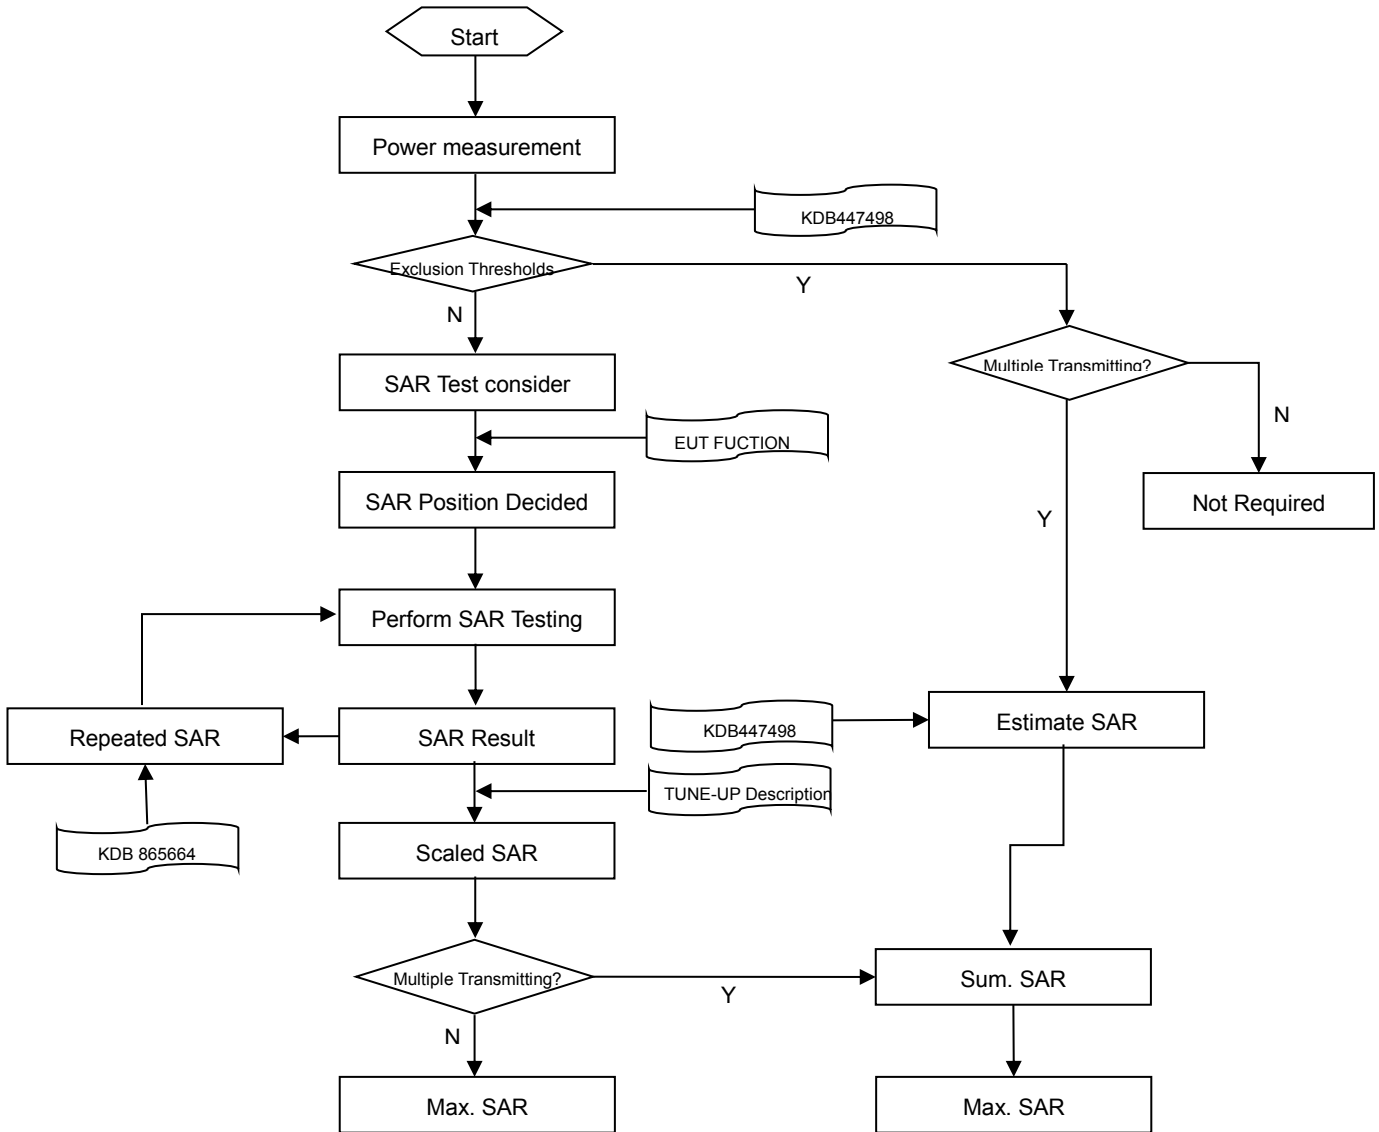 Start
Power measurement
KDB447498
Exclusion Thresholds
Y
N
Multiple Transmitting?
SAR Test consider
N
EUT FUCTION
SAR Position Decided
Not Required
Y
Perform SAR Testing
Repeated SAR
SAR Result
KDB447498
Estimate SAR
TUNE-UP Description
KDB 865664
Scaled SAR
Multiple Transmitting?
Y
Sum. SAR
N
Max. SAR
Max. SAR